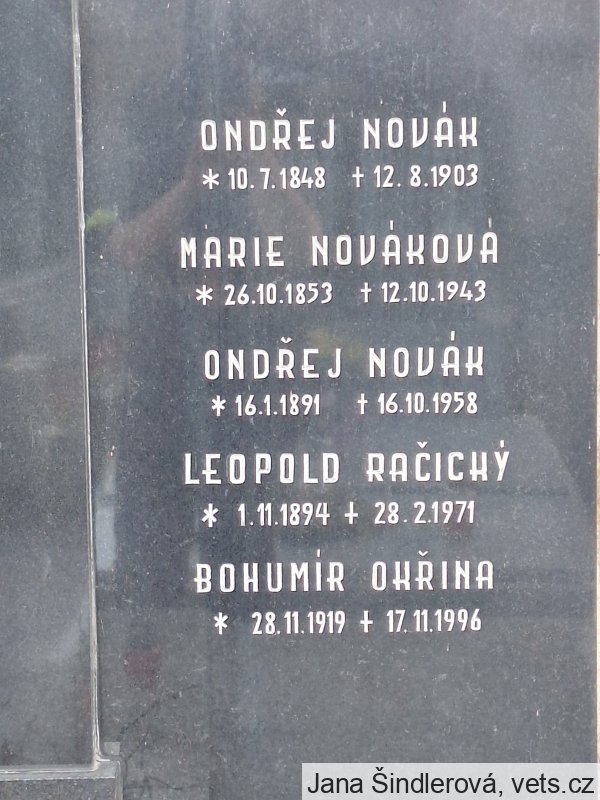 ONDŘEJ NOVÁK
* 10.7.1848 † 12.8.1903
MARIE NOVÁKOVÁ
* 26.10.1853 † 12.10.1943
ONDŘEJ NOVÁK
* 16.1.1891 † 16.10.1958
LEOPOLD RAČICKÝ
* 1.11.1894 † 28.2.1971
BOHUMÍR OKŘINA
* 28.11.1919 † 17.11.1996
Jana Šindlerová, vets.cz